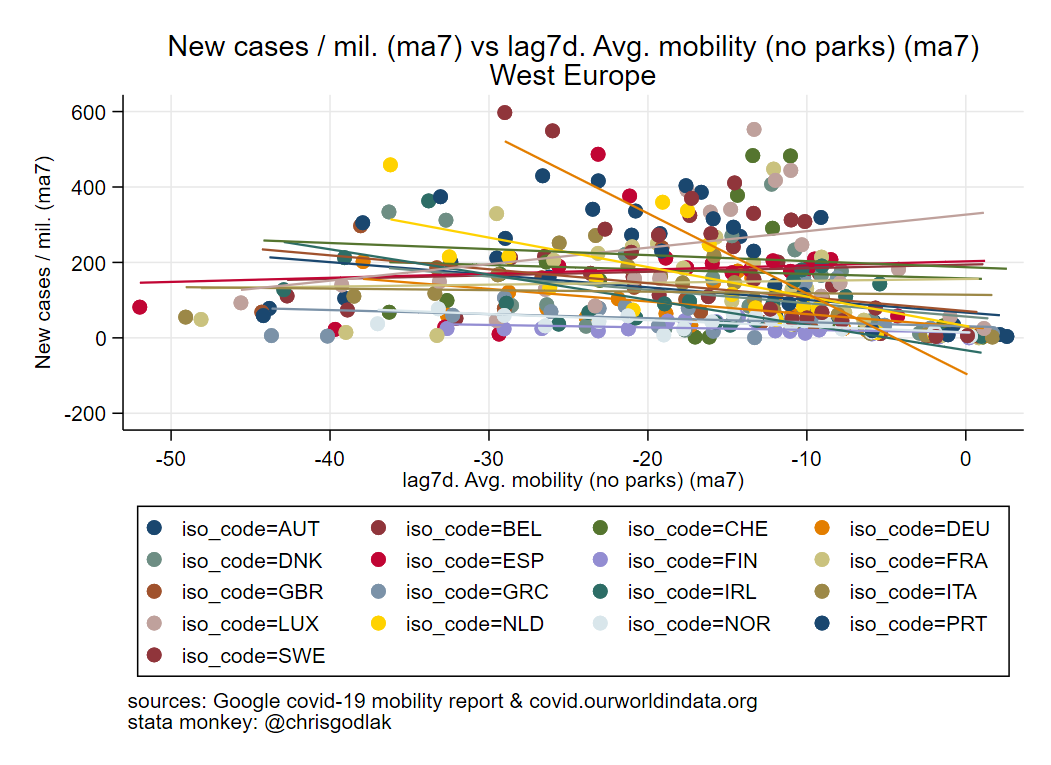 New cases / mil. (ma7) vs lag7d. Avg. mobility (no parks) (ma7)
West Europe
New cases / mil. (ma7)
600
400
200
0
-200
-50 -40 -30 -20 -10 0
lag7d. Avg. mobility (no parks) (ma7)
iso_code=AUT iso_code=BEL iso_code=CHE iso_code=DEU
iso_code=DNK iso_code=ESP iso_code=FIN iso_code=FRA
iso_code=GBR iso_code=GRC iso_code=IRL iso_code=ITA
iso_code=LUX iso_code=NLD iso_code=NOR iso_code=PRT
iso_code=SWE
sources: Google covid-19 mobility report & covid.ourworldindata.org
stata monkey: @chrisgodlak